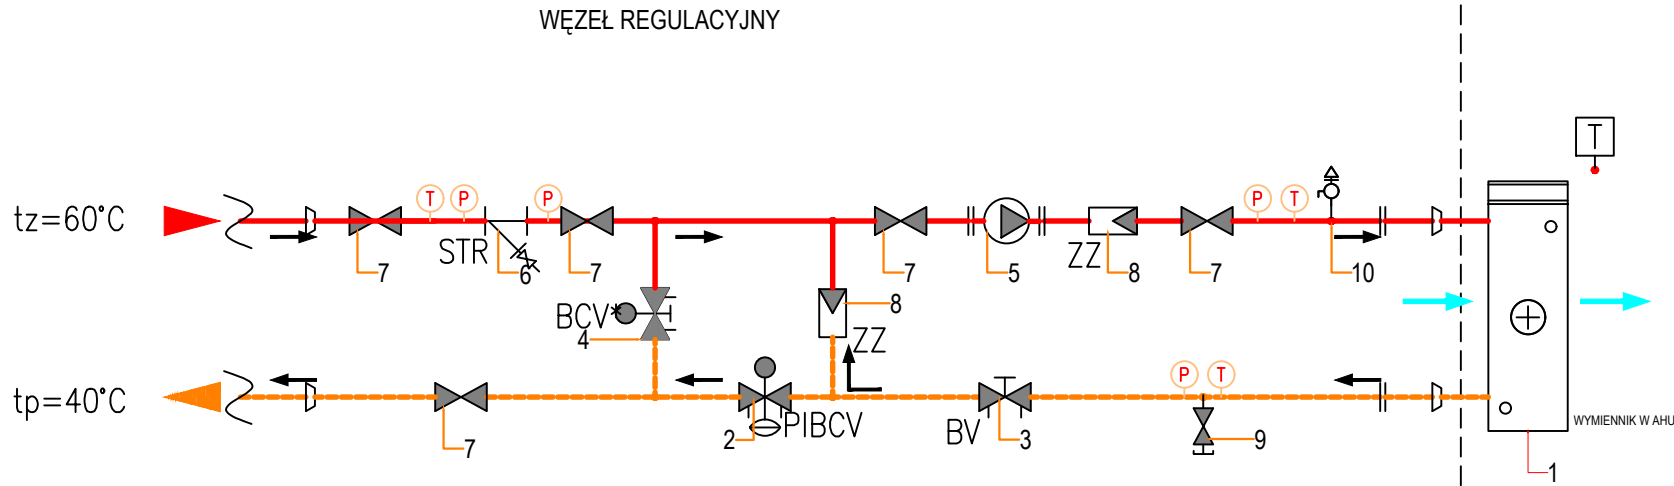 WĘZEŁ REGULACYJNY
T
tz=60°C
T P P P T
STR
ZZ
7 6 7 7 5 8 7 10
BCV
8
4
ZZ
tp=40°C
P T
PIBCV
BV
WYMIENNIK W AHU
7 2 3 9
1